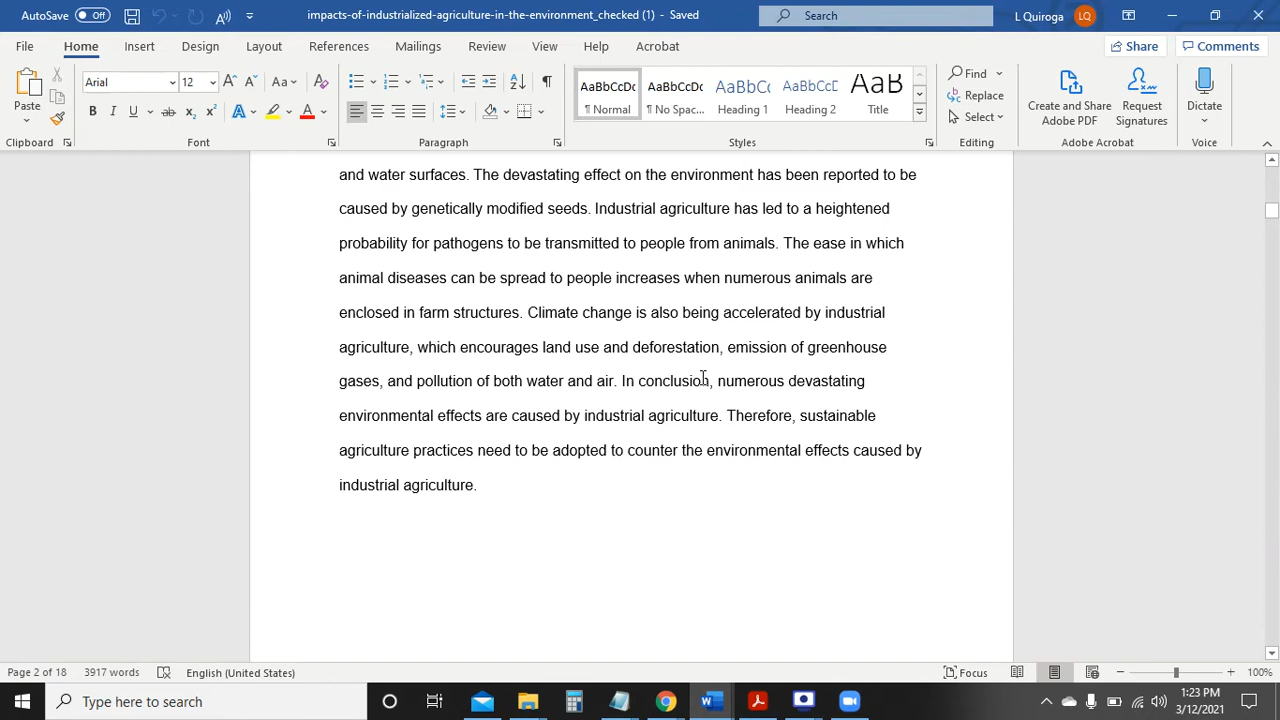 AutoSave Off impacts-of-industrialized-agriculture-in-the-environment_checked (1) - Saved Search L Quiroga LQ
File Home Insert Design Layout References Mailings Review View Help Acrobat Share Comments
Paste Arial 12 Aa AaBbCcDc AaBbCcDc AaBbCc AaBbCcD AaB Find
¶ Normal ¶ No Spac... Heading 1 Heading 2 Title Replace Create and Share Adobe PDF Request Signatures Dictate
Select
Clipboard Font Paragraph Styles Editing Adobe Acrobat Voice
and water surfaces. The devastating effect on the environment has been reported to be
caused by genetically modified seeds. Industrial agriculture has led to a heightened
probability for pathogens to be transmitted to people from animals. The ease in which
animal diseases can be spread to people increases when numerous animals are
enclosed in farm structures. Climate change is also being accelerated by industrial
agriculture, which encourages land use and deforestation, emission of greenhouse
gases, and pollution of both water and air. In conclusion, numerous devastating
environmental effects are caused by industrial agriculture. Therefore, sustainable
agriculture practices need to be adopted to counter the environmental effects caused by
industrial agriculture.
Page 2 of 18 3917 words English (United States) Focus 100%
Type here to search 1:23 PM
3/12/2021